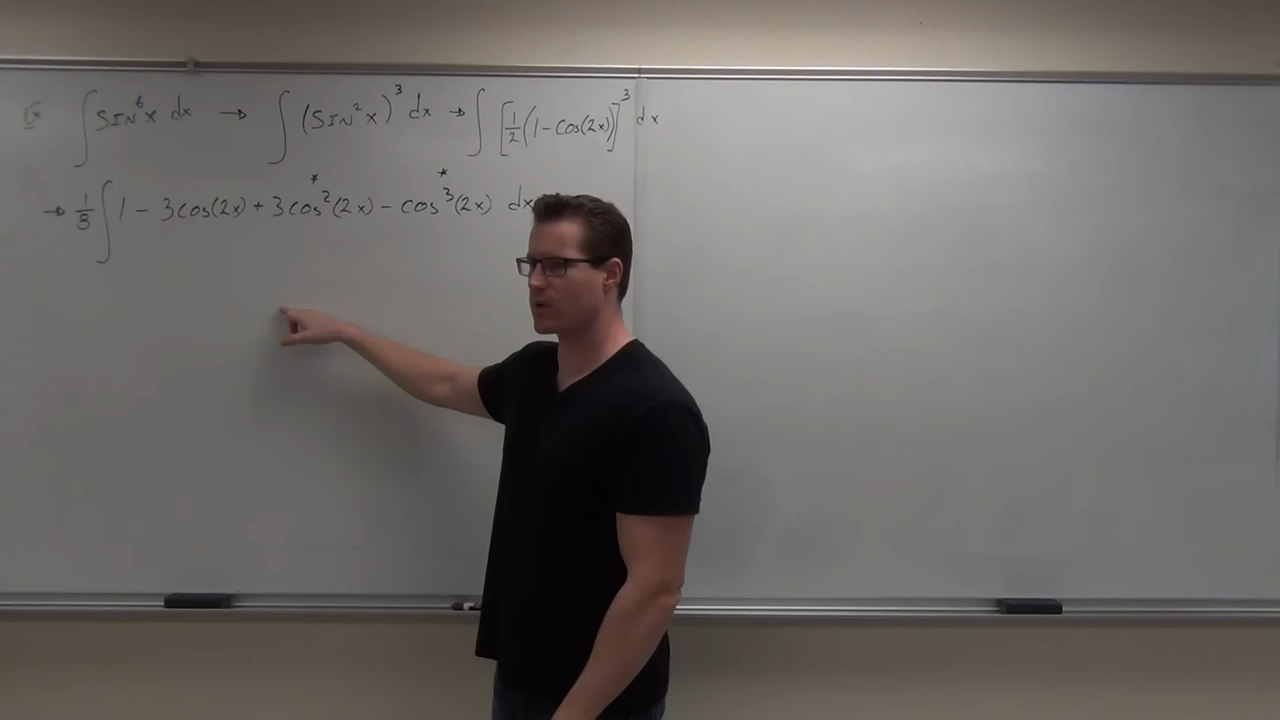 Ex ∫ SIN⁶x dx → ∫ (SIN²x)³ dx → ∫ [1/2(1-cos(2x))]³ dx
* *
→ 1/8 ∫ 1 - 3cos(2x) + 3cos²(2x) - cos³(2x) dx